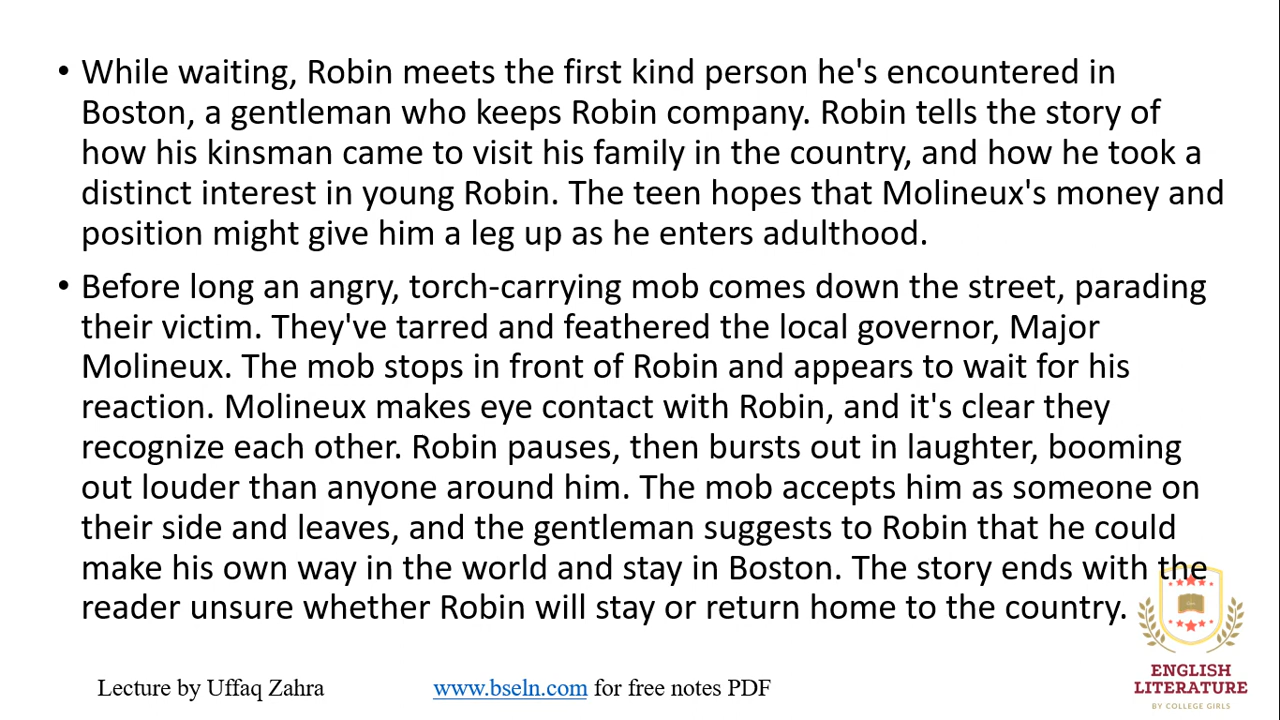 • While waiting, Robin meets the first kind person he's encountered in
Boston, a gentleman who keeps Robin company. Robin tells the story of
how his kinsman came to visit his family in the country, and how he took a
distinct interest in young Robin. The teen hopes that Molineux's money and
position might give him a leg up as he enters adulthood.
• Before long an angry, torch-carrying mob comes down the street, parading
their victim. They've tarred and feathered the local governor, Major
Molineux. The mob stops in front of Robin and appears to wait for his
reaction. Molineux makes eye contact with Robin, and it's clear they
recognize each other. Robin pauses, then bursts out in laughter, booming
out louder than anyone around him. The mob accepts him as someone on
their side and leaves, and the gentleman suggests to Robin that he could
make his own way in the world and stay in Boston. The story ends with the
reader unsure whether Robin will stay or return home to the country.
Lecture by Uffaq Zahra
www.bseln.com for free notes PDF
ENGLISH
LITERATURE
BY COLLEGE GIRLS